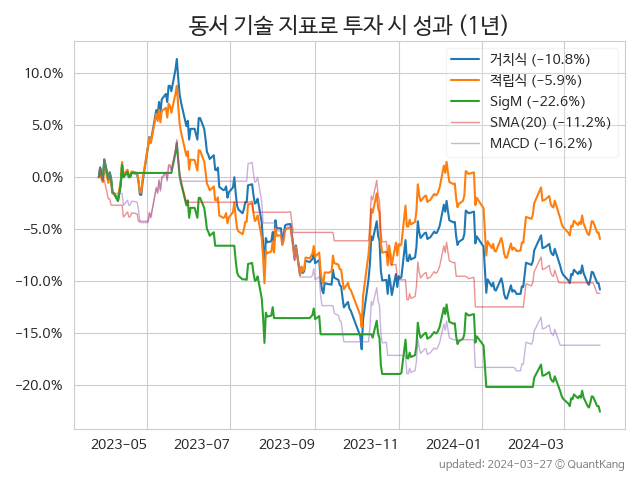 동서 기술 지표로 투자 시 성과 (1년)
거치식 (−10.8%)
적립식 (−5.9%)
SigM (−22.6%)
SMA(20) (−11.2%)
MACD (−16.2%)
10.0%
5.0%
0.0%
−5.0%
−10.0%
−15.0%
−20.0%
2023-05 2023-07 2023-09 2023-11 2024-01 2024-03
updated: 2024-03-27 © QuantKang